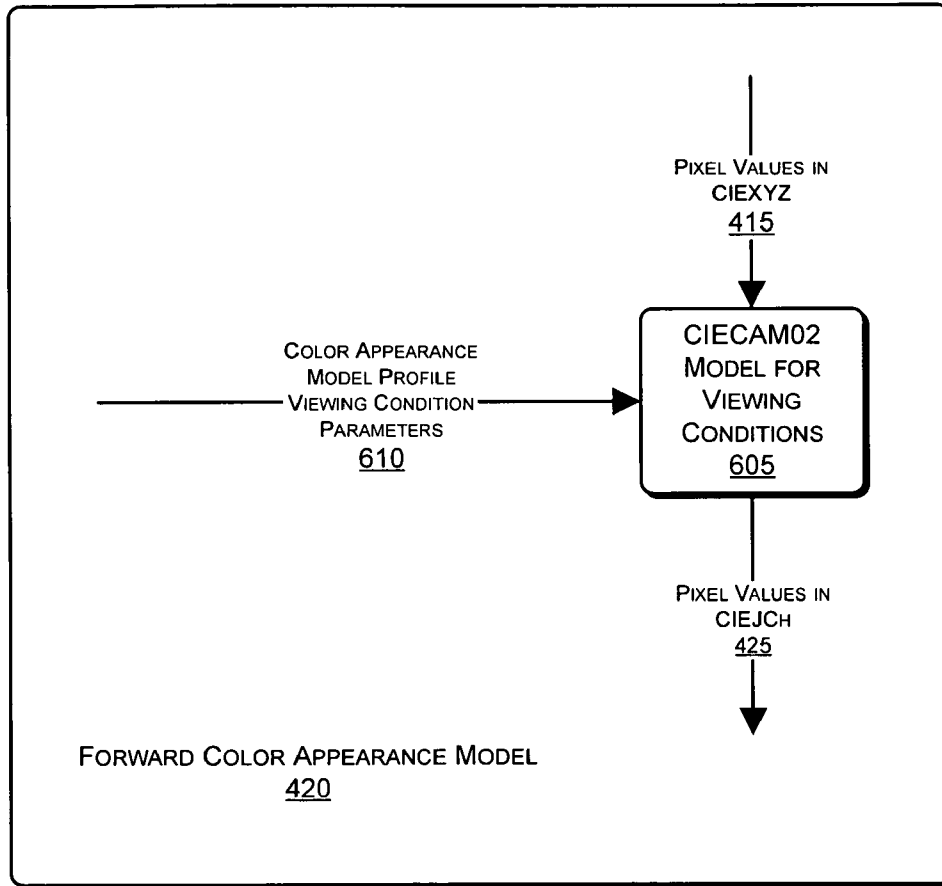 PIXEL VALUES IN
CIEXYZ
415
COLOR APPEARANCE
MODEL PROFILE
VIEWING CONDITION
PARAMETERS
610
CIECAM02
MODEL FOR
VIEWING
CONDITIONS
605
PIXEL VALUES IN
CIEJCH
425
FORWARD COLOR APPEARANCE MODEL
420